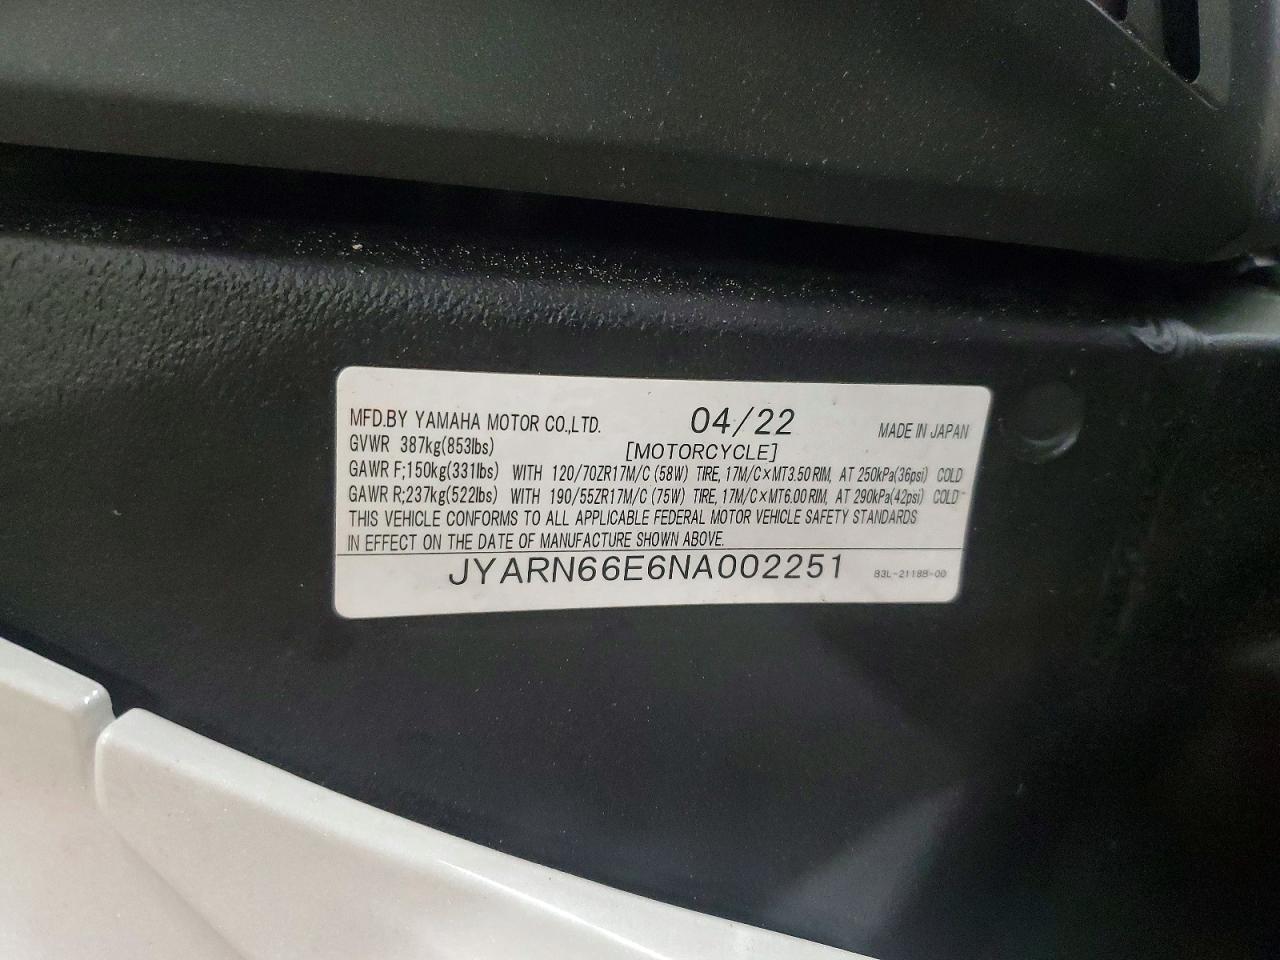 MFD.BY YAMAHA MOTOR CO.,LTD. 04/22 MADE IN JAPAN
GVWR 387kg(853lbs) [MOTORCYCLE]
GAWR F;150kg(331lbs) WITH 120/70ZR17M/C (58W) TIRE, 17M/C×MT3.50 RIM, AT 250kPa(36psi) COLD
GAWR R;237kg(522lbs) WITH 190/55ZR17M/C (75W) TIRE, 17M/C×MT6.00 RIM, AT 290kPa(42psi) COLD
THIS VEHICLE CONFORMS TO ALL APPLICABLE FEDERAL MOTOR VEHICLE SAFETY STANDARDS
IN EFFECT ON THE DATE OF MANUFACTURE SHOWN ABOVE.
JYARN66E6NA002251 B3L-2118B-00